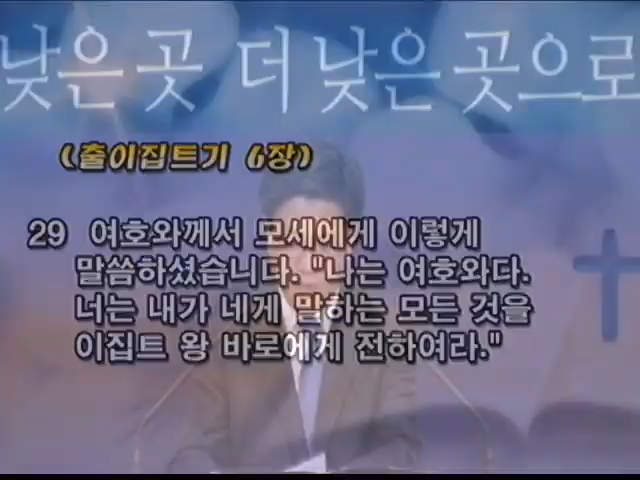 낮은 곳 더 낮은 곳으로
(출이집트기 6장)
29 여호와께서 모세에게 이렇게
말씀하셨습니다. "나는 여호와다.
너는 내가 네게 말하는 모든 것을
이집트 왕 바로에게 전하여라."